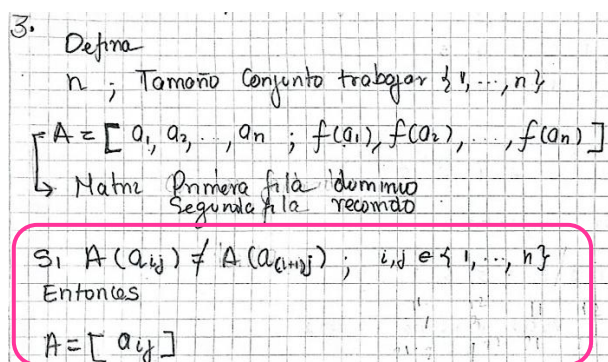 3.
Defina
n ; Tamaño Conjunto trabajar {1, ..., n}
A = [ a1, a2, ..., an ; f(a1), f(a2), ..., f(an) ]
↳ Matriz Primera fila dominio
Segunda fila recorrido
Si A(aij) ≠ A(a(i+1)j) ; i,j ∈ {1, ..., n}
Entonces
A = [ aij ]